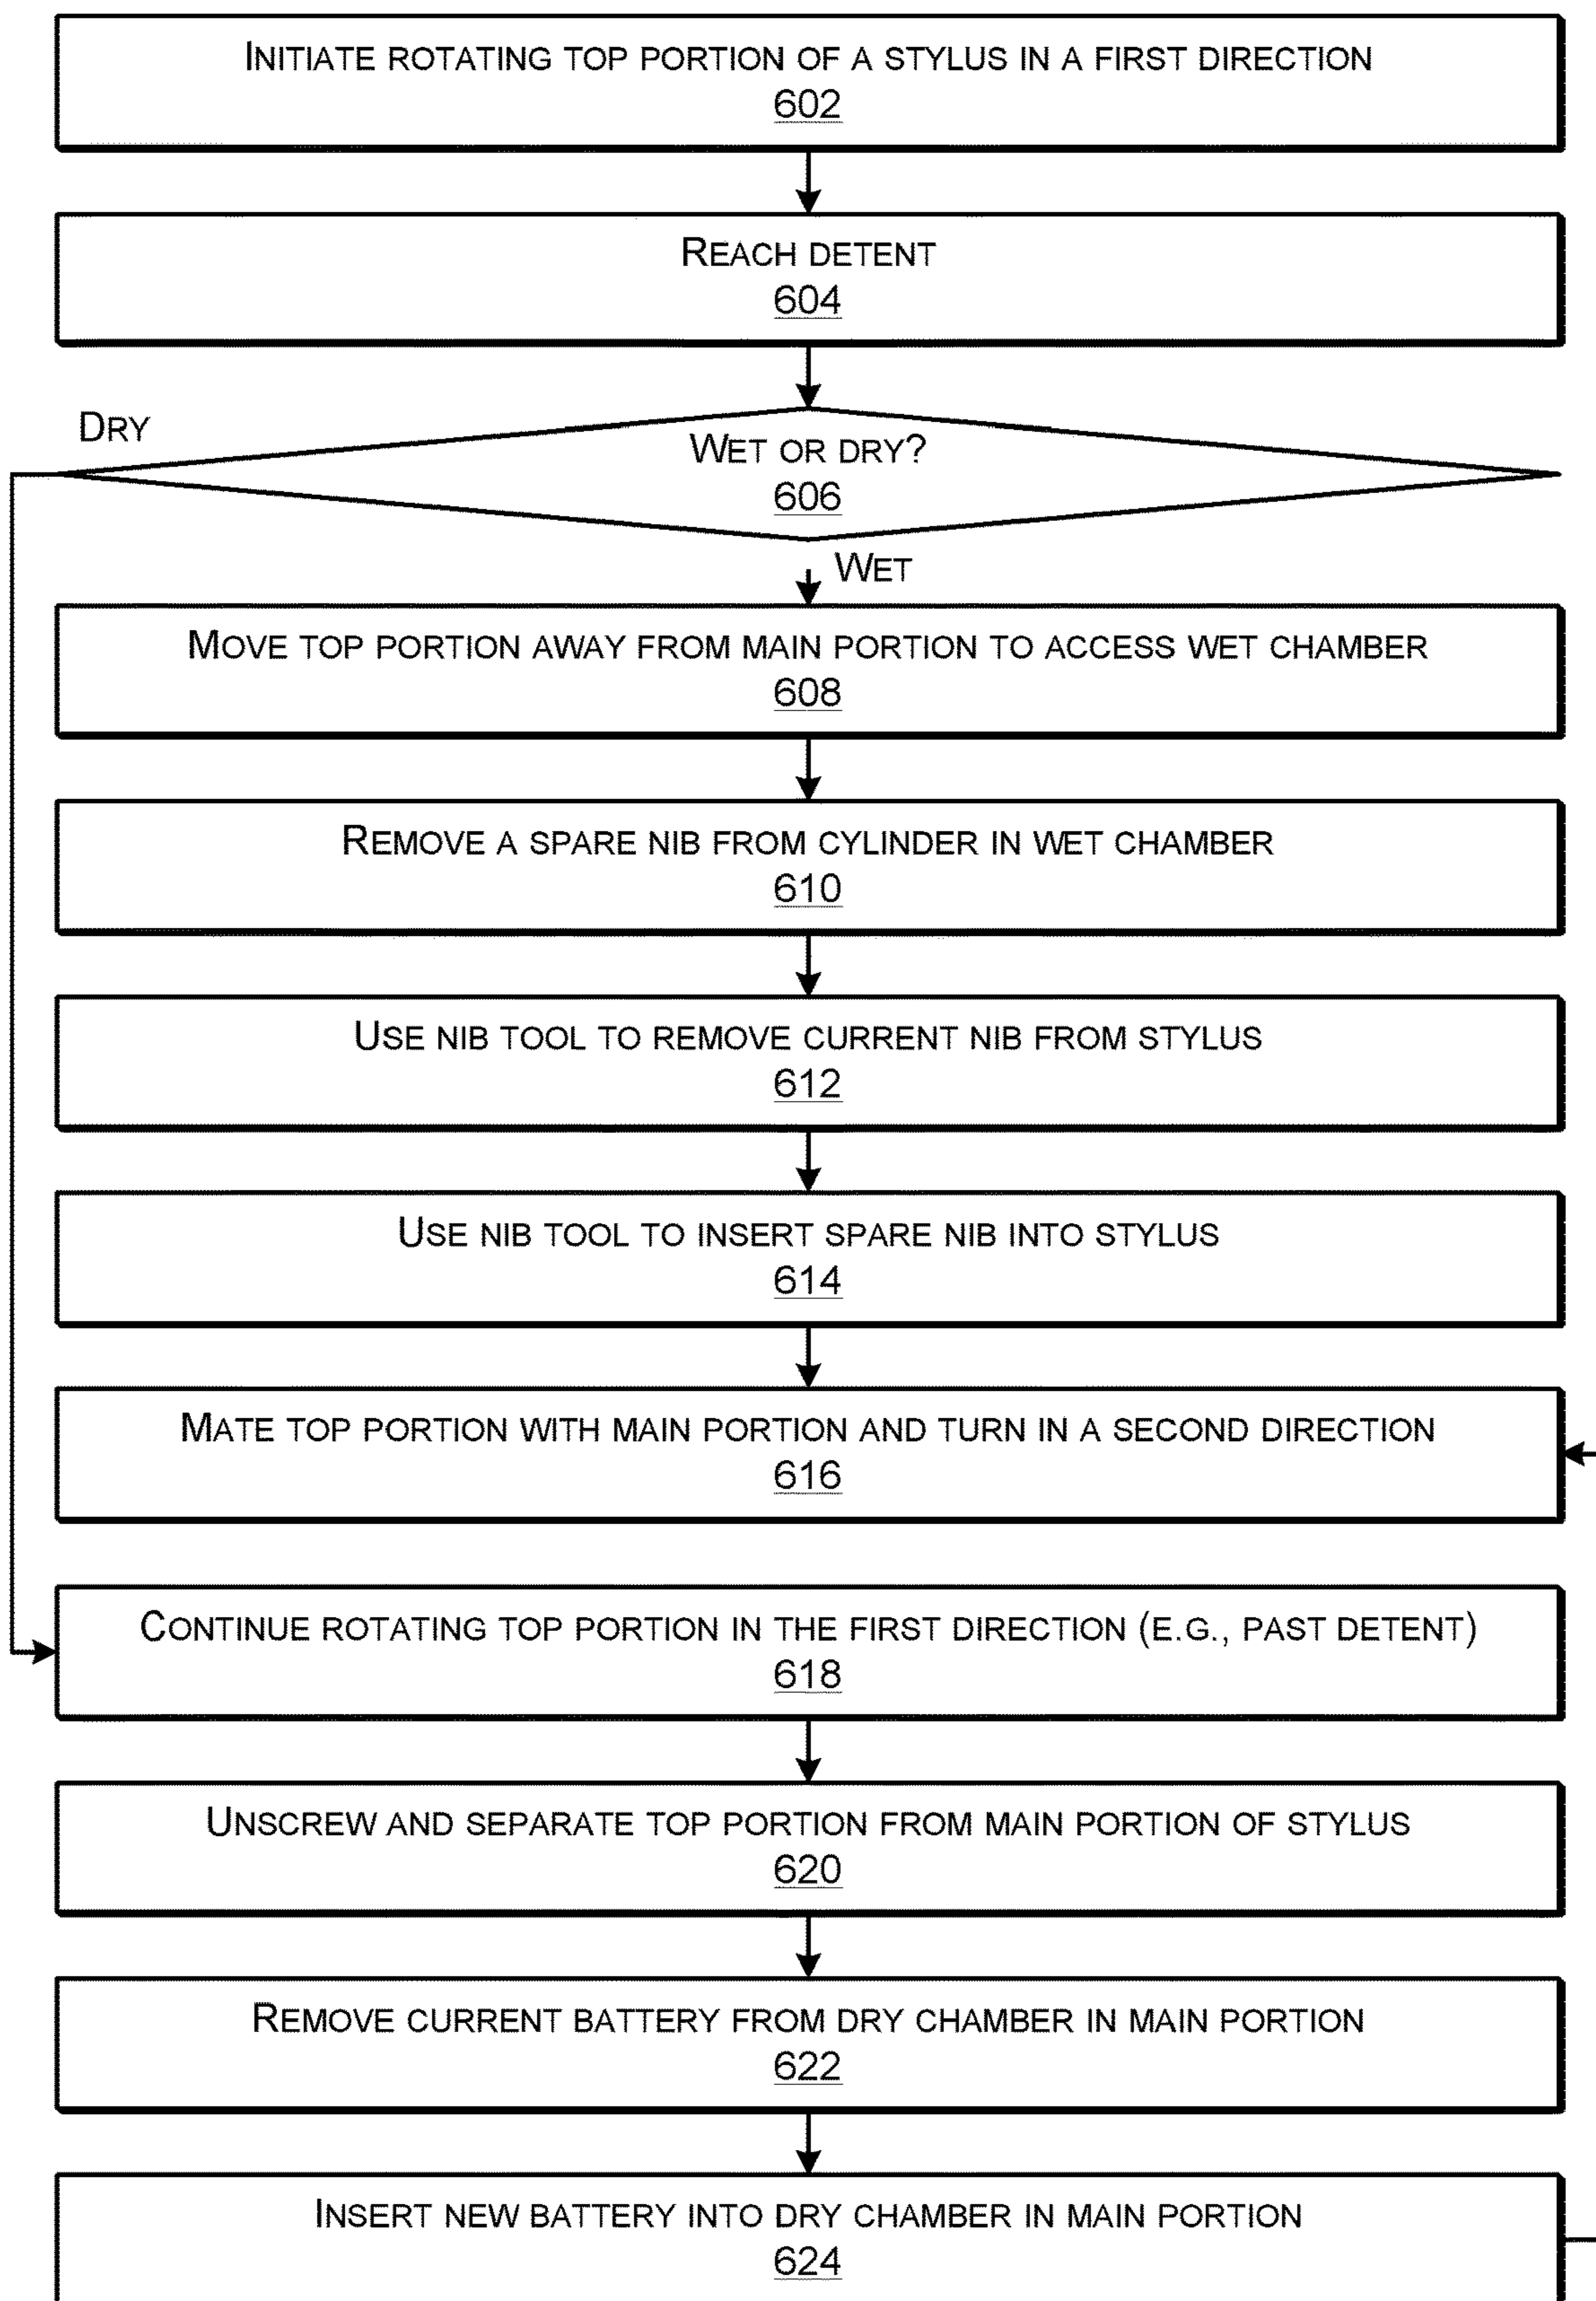 INITIATE ROTATING TOP PORTION OF A STYLUS IN A FIRST DIRECTION
602
REACH DETENT
604
DRY
WET OR DRY?
606
WET
MOVE TOP PORTION AWAY FROM MAIN PORTION TO ACCESS WET CHAMBER
608
REMOVE A SPARE NIB FROM CYLINDER IN WET CHAMBER
610
USE NIB TOOL TO REMOVE CURRENT NIB FROM STYLUS
612
USE NIB TOOL TO INSERT SPARE NIB INTO STYLUS
614
MATE TOP PORTION WITH MAIN PORTION AND TURN IN A SECOND DIRECTION
616
CONTINUE ROTATING TOP PORTION IN THE FIRST DIRECTION (E.G., PAST DETENT)
618
UNSCREW AND SEPARATE TOP PORTION FROM MAIN PORTION OF STYLUS
620
REMOVE CURRENT BATTERY FROM DRY CHAMBER IN MAIN PORTION
622
INSERT NEW BATTERY INTO DRY CHAMBER IN MAIN PORTION
624